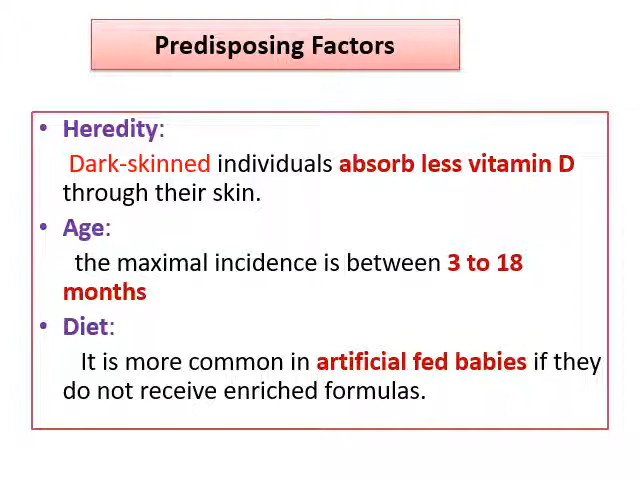 Predisposing Factors
• Heredity:
Dark-skinned individuals absorb less vitamin D
through their skin.
• Age:
the maximal incidence is between 3 to 18
months
• Diet:
It is more common in artificial fed babies if they
do not receive enriched formulas.